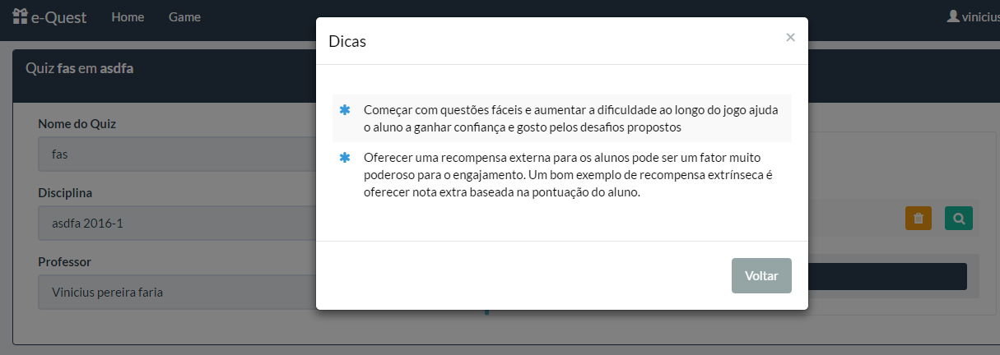 e-Quest Home Game vinicius
Dicas
×
Quiz fas em asdfa
Começar com questões fáceis e aumentar a dificuldade ao longo do jogo ajuda
o aluno a ganhar confiança e gosto pelos desafios propostos
Oferecer uma recompensa externa para os alunos pode ser um fator muito
poderoso para o engajamento. Um bom exemplo de recompensa extrínseca é
oferecer nota extra baseada na pontuação do aluno.
Voltar
Nome do Quiz
fas
Disciplina
asdfa 2016-1
Professor
Vinicius pereira faria